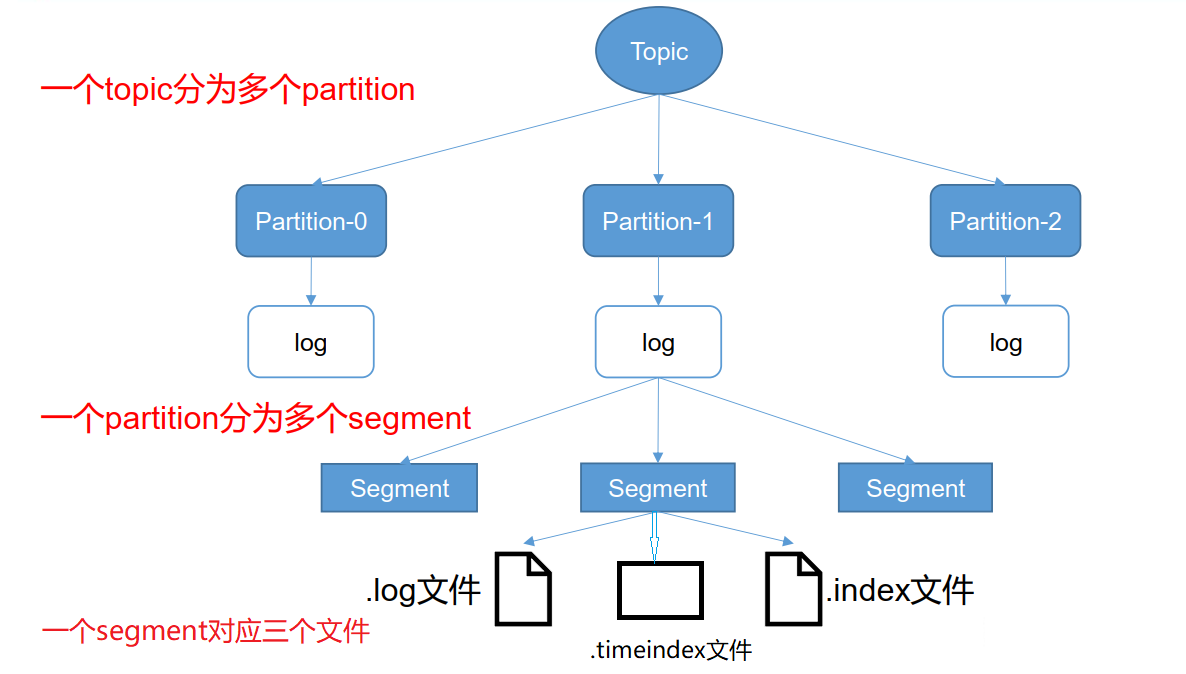 Topic
一个topic分为多个partition
Partition-0
Partition-1
Partition-2
log
log
log
一个partition分为多个segment
Segment
Segment
Segment
.log文件
.index文件
一个segment对应三个文件
.timeindex文件